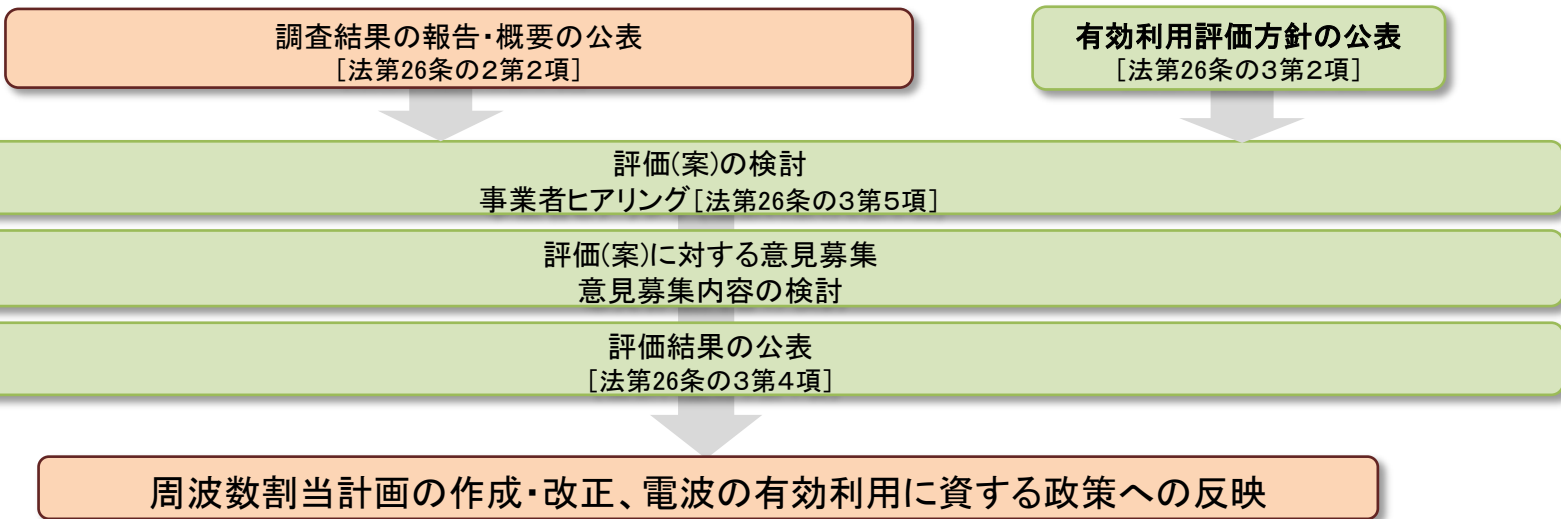 調査結果の報告・概要の公表
[法第26条の2第2項]
有効利用評価方針の公表
[法第26条の3第2項]
評価(案)の検討
事業者ヒアリング[法第26条の3第5項]
評価(案)に対する意見募集
意見募集内容の検討
評価結果の公表
[法第26条の3第4項]
周波数割当計画の作成・改正、電波の有効利用に資する政策への反映